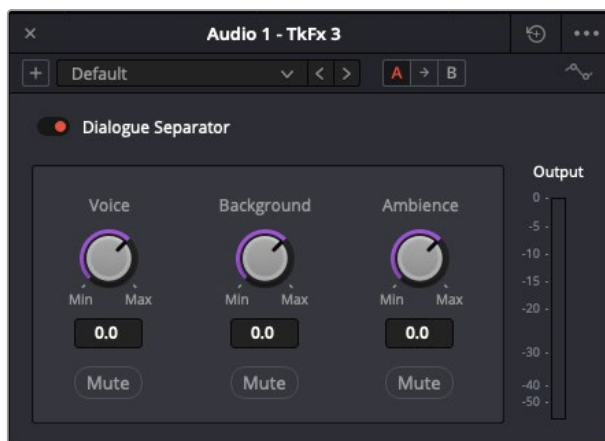 Audio 1 - TkFx 3
Default
A
B
Dialogue Separator
Output
Voice
Background
Ambience
Min Max
Min Max
Min Max
0.0
0.0
0.0
Mute
Mute
Mute
0
-5
-10
-15
-20
-30
-40
-50